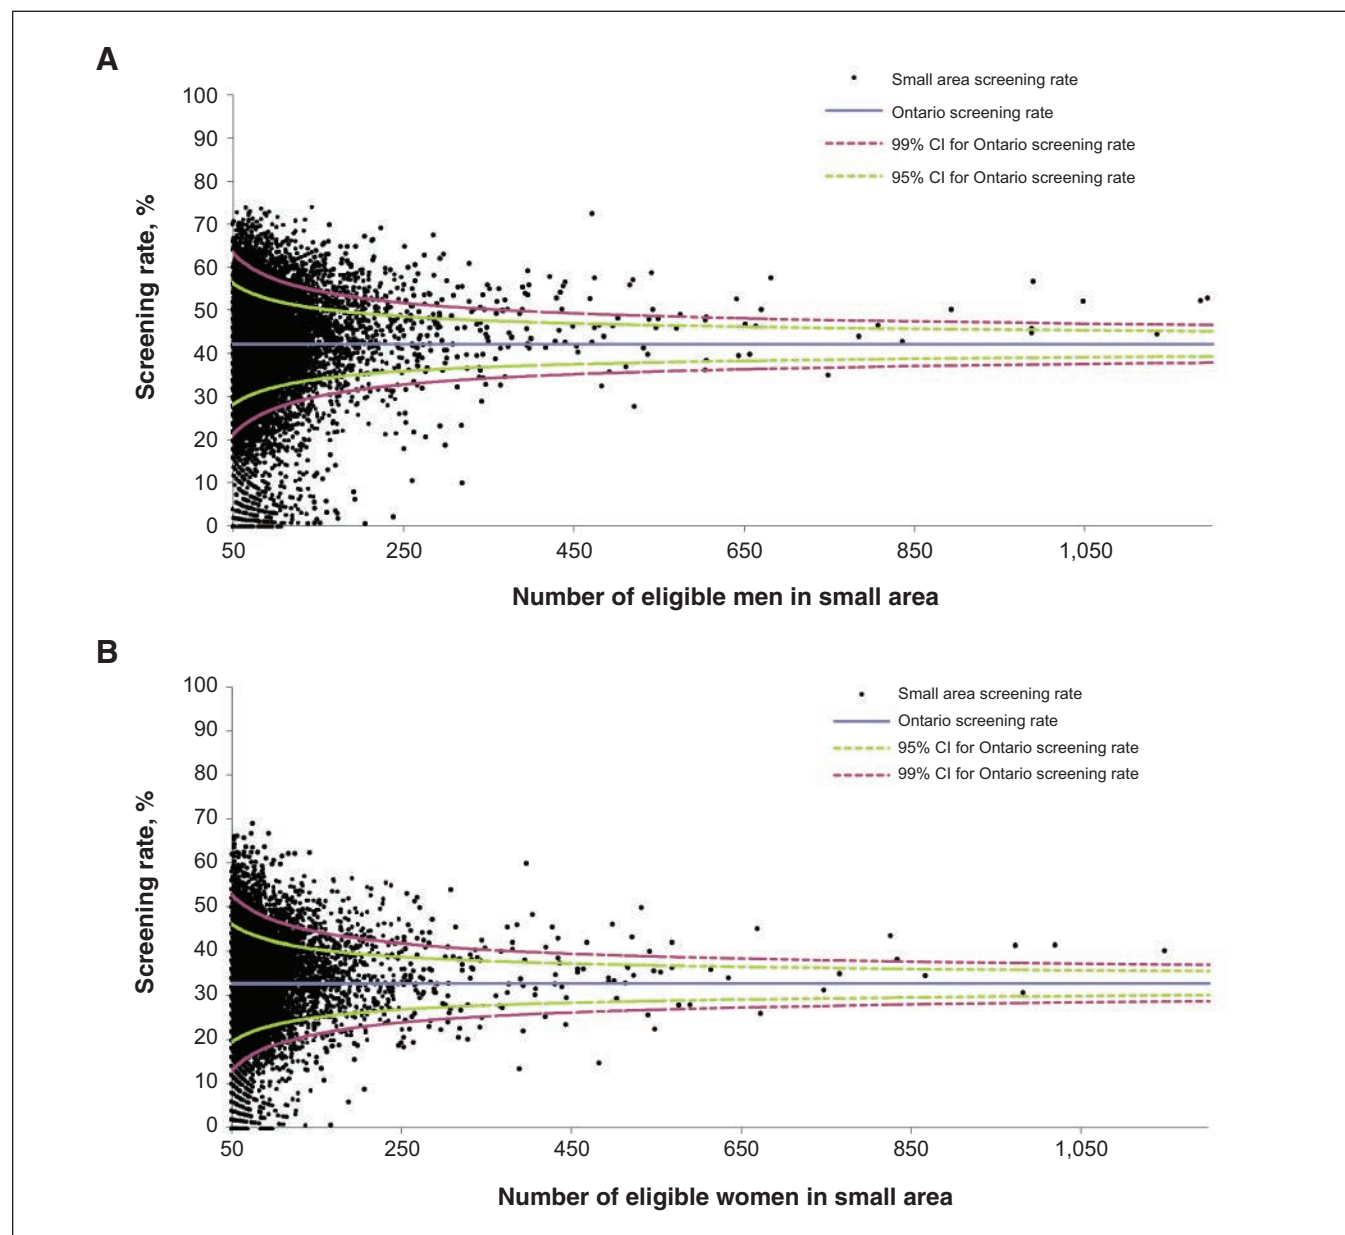 A
Small area screening rate
Ontario screening rate
99% CI for Ontario screening rate
95% CI for Ontario screening rate
Screening rate, %
100
90
80
70
60
50
40
30
20
10
0
50 250 450 650 850 1,050
Number of eligible men in small area
B
Small area screening rate
Ontario screening rate
95% CI for Ontario screening rate
99% CI for Ontario screening rate
Screening rate, %
100
90
80
70
60
50
40
30
20
10
0
50 250 450 650 850 1,050
Number of eligible women in small area